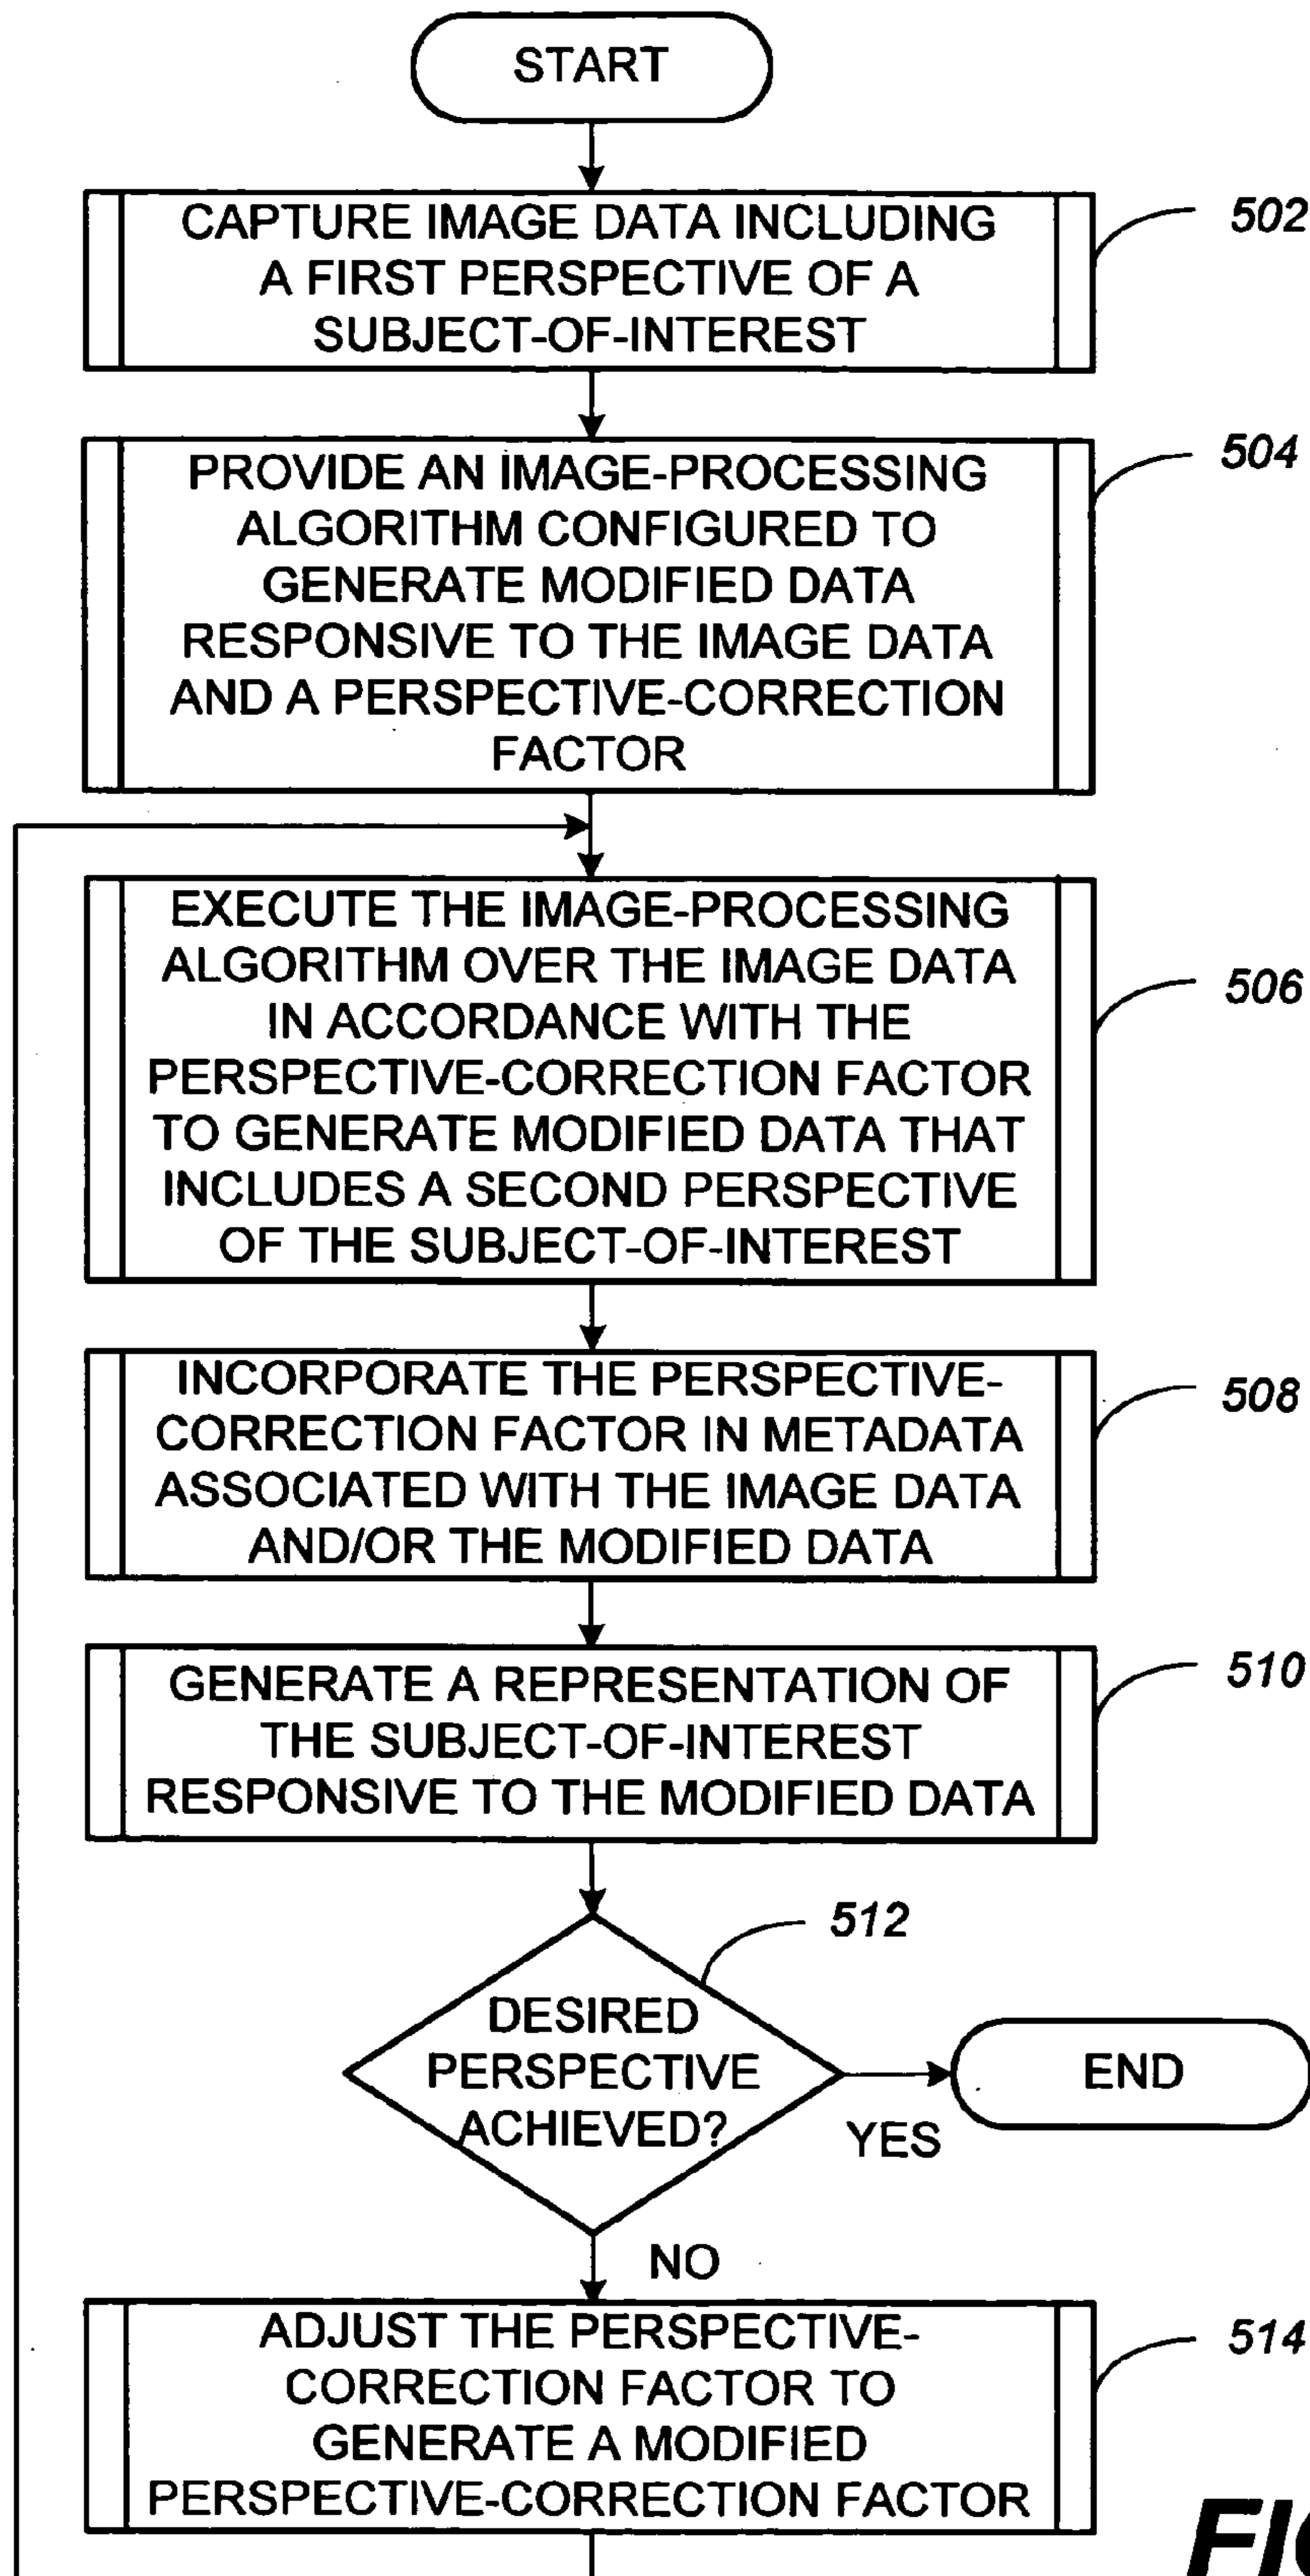 START
CAPTURE IMAGE DATA INCLUDING
A FIRST PERSPECTIVE OF A
SUBJECT-OF-INTEREST
502
PROVIDE AN IMAGE-PROCESSING
ALGORITHM CONFIGURED TO
GENERATE MODIFIED DATA
RESPONSIVE TO THE IMAGE DATA
AND A PERSPECTIVE-CORRECTION
FACTOR
504
EXECUTE THE IMAGE-PROCESSING
ALGORITHM OVER THE IMAGE DATA
IN ACCORDANCE WITH THE
PERSPECTIVE-CORRECTION FACTOR
TO GENERATE MODIFIED DATA THAT
INCLUDES A SECOND PERSPECTIVE
OF THE SUBJECT-OF-INTEREST
506
INCORPORATE THE PERSPECTIVE-
CORRECTION FACTOR IN METADATA
ASSOCIATED WITH THE IMAGE DATA
AND/OR THE MODIFIED DATA
508
GENERATE A REPRESENTATION OF
THE SUBJECT-OF-INTEREST
RESPONSIVE TO THE MODIFIED DATA
510
512
DESIRED
PERSPECTIVE
ACHIEVED?
YES
END
NO
ADJUST THE PERSPECTIVE-
CORRECTION FACTOR TO
GENERATE A MODIFIED
PERSPECTIVE-CORRECTION FACTOR
514